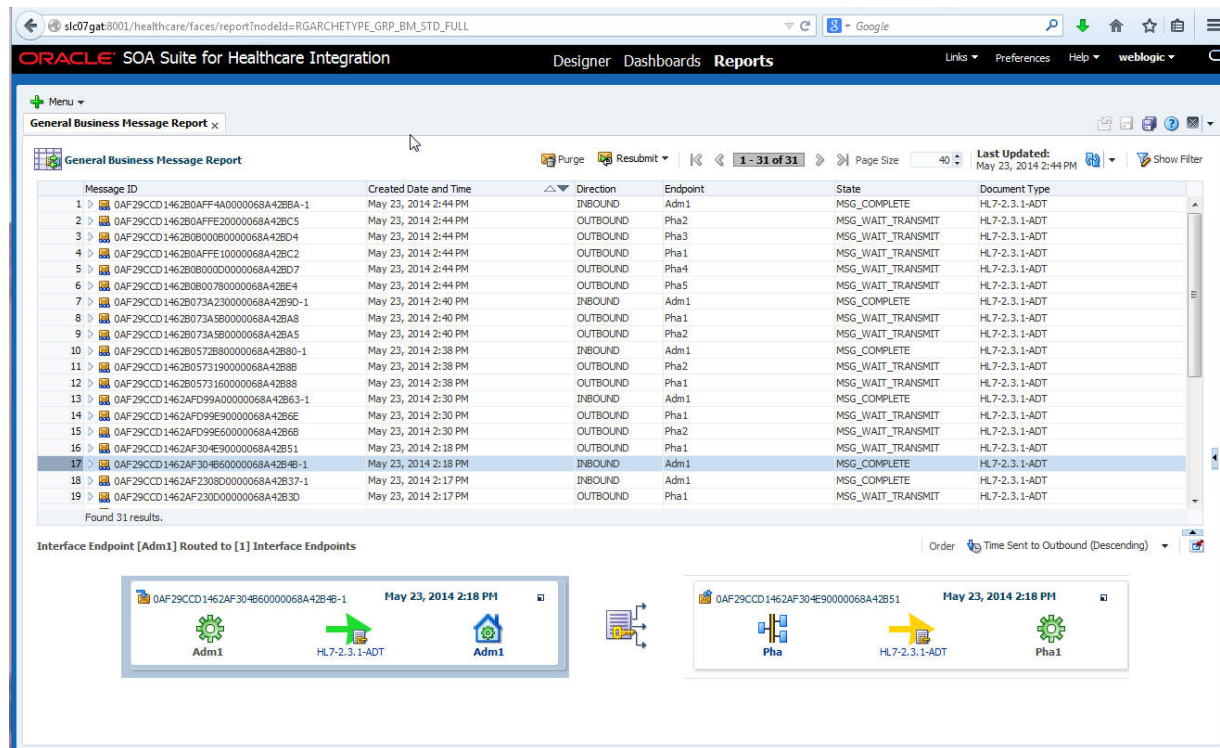 slc07gat:8001/healthcare/faces/report?nodeId=RGARCHETYPE_GRP_BM_STD_FULL
Google
ORACLE SOA Suite for Healthcare Integration Designer Dashboards Reports Links Preferences Help weblogic
Menu
General Business Message Report
General Business Message Report Purge Resubmit 1 - 31 of 31 Page Size 40 Last Updated: May 23, 2014 2:44 PM Show Filter
Message ID Created Date and Time Direction Endpoint State Document Type
1 0AF29CCD1462B0AFF4A0000068A42BBA-1 May 23, 2014 2:44 PM INBOUND Adm1 MSG_COMPLETE HL7-2.3.1-ADT
2 0AF29CCD1462B0AFFE20000068A42BC5 May 23, 2014 2:44 PM OUTBOUND Pha2 MSG_WAIT_TRANSMIT HL7-2.3.1-ADT
3 0AF29CCD1462B0B000B0000068A42BD4 May 23, 2014 2:44 PM OUTBOUND Pha3 MSG_WAIT_TRANSMIT HL7-2.3.1-ADT
4 0AF29CCD1462B0AFFE10000068A42BC2 May 23, 2014 2:44 PM OUTBOUND Pha1 MSG_WAIT_TRANSMIT HL7-2.3.1-ADT
5 0AF29CCD1462B0B000D0000068A42BD7 May 23, 2014 2:44 PM OUTBOUND Pha4 MSG_WAIT_TRANSMIT HL7-2.3.1-ADT
6 0AF29CCD1462B0B00780000068A42BE4 May 23, 2014 2:44 PM OUTBOUND Pha5 MSG_WAIT_TRANSMIT HL7-2.3.1-ADT
7 0AF29CCD1462B073A230000068A42B9D-1 May 23, 2014 2:40 PM INBOUND Adm1 MSG_COMPLETE HL7-2.3.1-ADT
8 0AF29CCD1462B073A5B0000068A42BA8 May 23, 2014 2:40 PM OUTBOUND Pha1 MSG_WAIT_TRANSMIT HL7-2.3.1-ADT
9 0AF29CCD1462B073A5B0000068A42BA5 May 23, 2014 2:40 PM OUTBOUND Pha2 MSG_WAIT_TRANSMIT HL7-2.3.1-ADT
10 0AF29CCD1462B0572B80000068A42B80-1 May 23, 2014 2:38 PM INBOUND Adm1 MSG_COMPLETE HL7-2.3.1-ADT
11 0AF29CCD1462B0573190000068A42B8B May 23, 2014 2:38 PM OUTBOUND Pha2 MSG_WAIT_TRANSMIT HL7-2.3.1-ADT
12 0AF29CCD1462B0573160000068A42B88 May 23, 2014 2:38 PM OUTBOUND Pha1 MSG_WAIT_TRANSMIT HL7-2.3.1-ADT
13 0AF29CCD1462AFD99A00000068A42B63-1 May 23, 2014 2:30 PM INBOUND Adm1 MSG_COMPLETE HL7-2.3.1-ADT
14 0AF29CCD1462AFD99E90000068A42B6E May 23, 2014 2:30 PM OUTBOUND Pha1 MSG_WAIT_TRANSMIT HL7-2.3.1-ADT
15 0AF29CCD1462AFD99E60000068A42B6B May 23, 2014 2:30 PM OUTBOUND Pha2 MSG_WAIT_TRANSMIT HL7-2.3.1-ADT
16 0AF29CCD1462AF304E90000068A42B51 May 23, 2014 2:18 PM OUTBOUND Pha1 MSG_WAIT_TRANSMIT HL7-2.3.1-ADT
17 0AF29CCD1462AF304B60000068A42B4B-1 May 23, 2014 2:18 PM INBOUND Adm1 MSG_COMPLETE HL7-2.3.1-ADT
18 0AF29CCD1462AF2308D0000068A42B37-1 May 23, 2014 2:17 PM INBOUND Adm1 MSG_COMPLETE HL7-2.3.1-ADT
19 0AF29CCD1462AF230D00000068A42B3D May 23, 2014 2:17 PM OUTBOUND Pha1 MSG_WAIT_TRANSMIT HL7-2.3.1-ADT
Found 31 results.
Interface Endpoint [Adm1] Routed to [1] Interface Endpoints Order Time Sent to Outbound (Descending)
0AF29CCD1462AF304B60000068A42B4B-1 May 23, 2014 2:18 PM 0AF29CCD1462AF304E90000068A42B51 May 23, 2014 2:18 PM
Adm1 HL7-2.3.1-ADT Adm1 Pha HL7-2.3.1-ADT Pha1